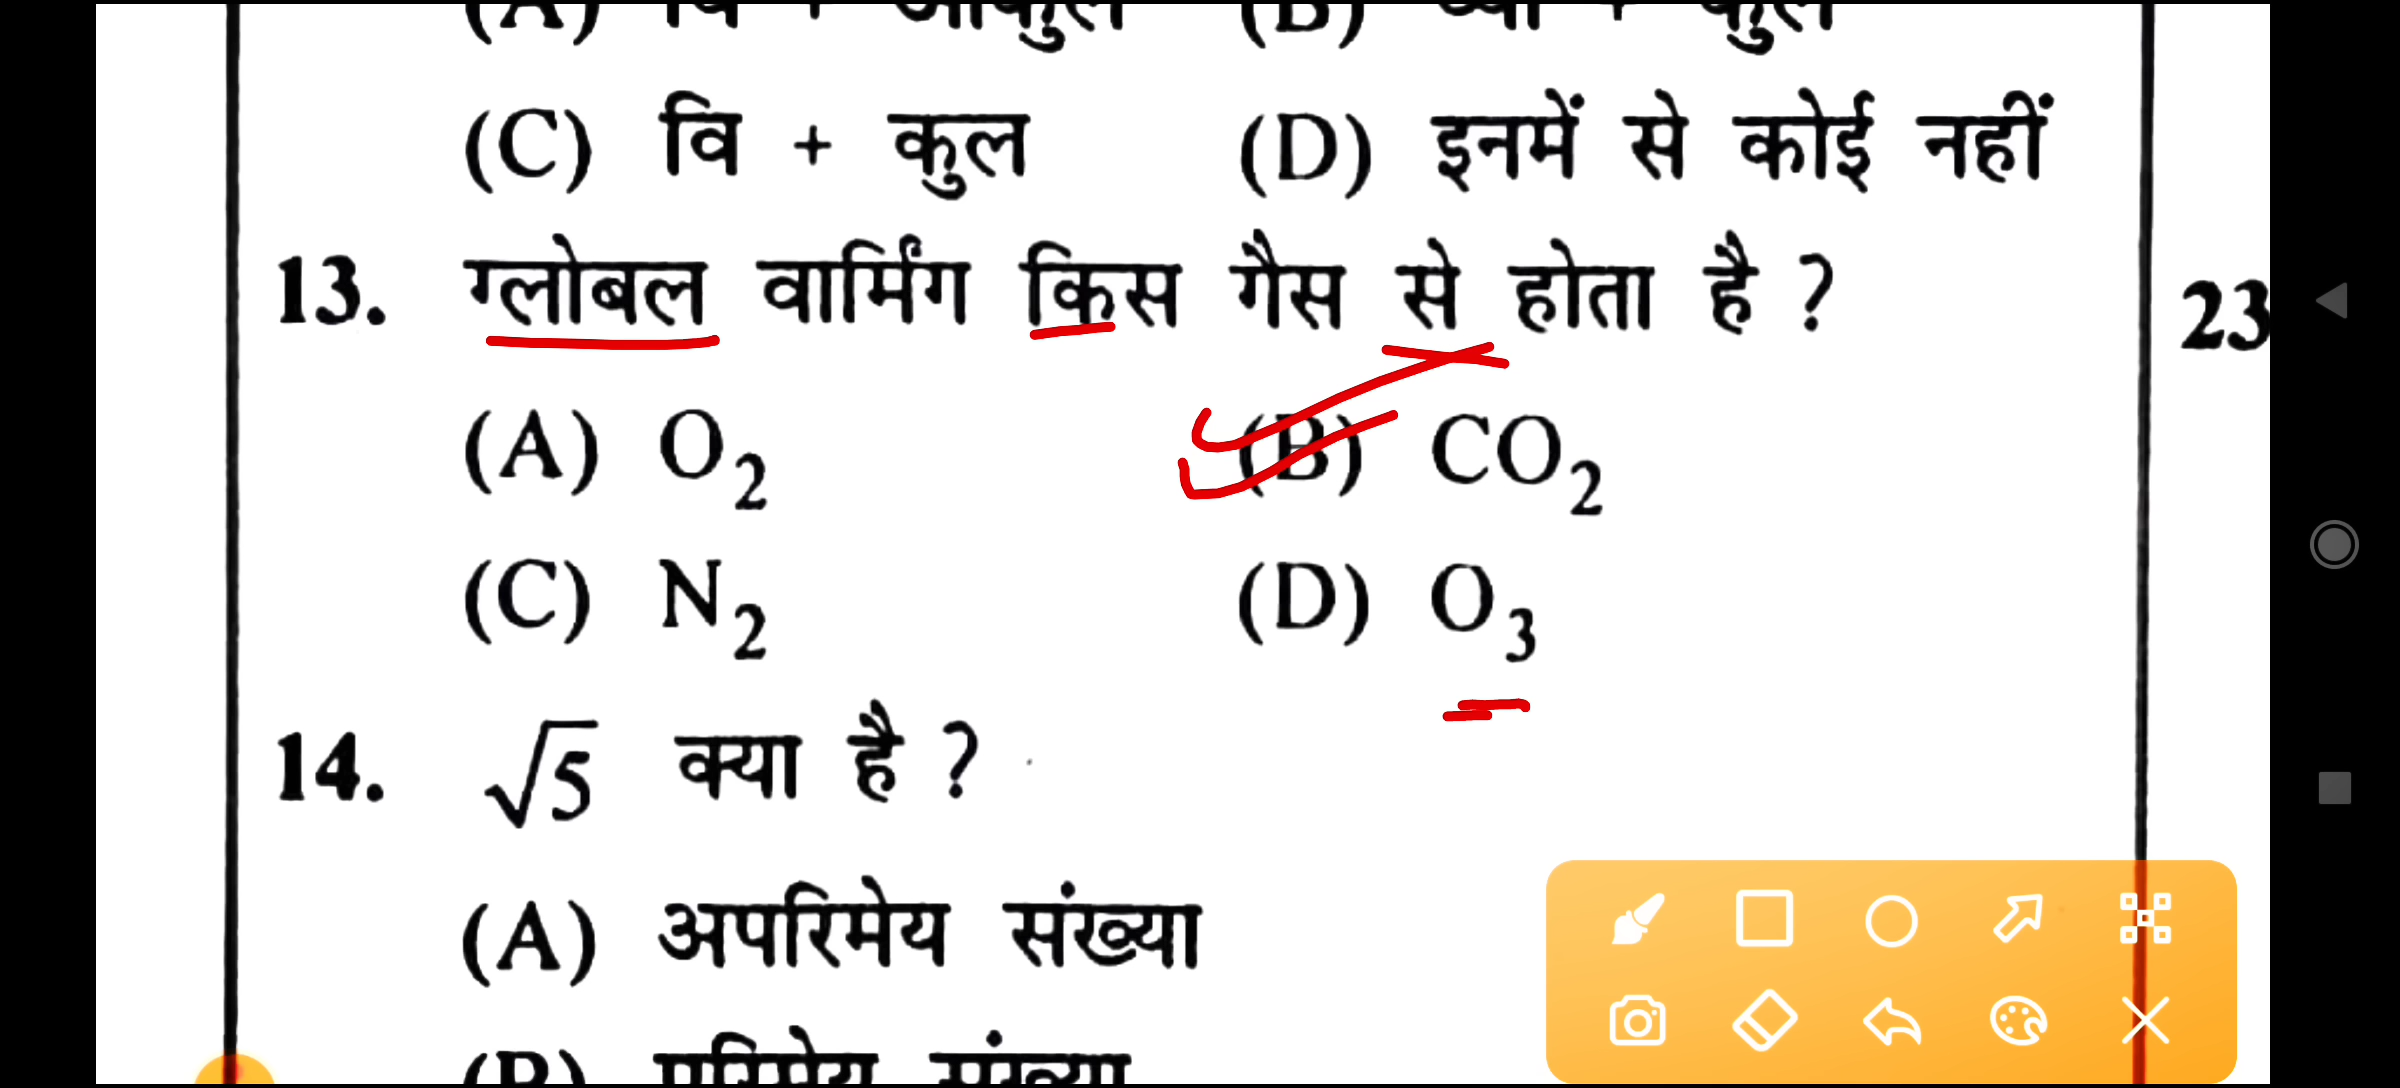 (C) वि + कुल (D) इनमें से कोई नहीं
13. ग्लोबल वार्मिंग किस गैस से होता है ?
(A) O₂ (B) CO₂
(C) N₂ (D) O₃
14. √5 क्या है ?
(A) अपरिमेय संख्या
23